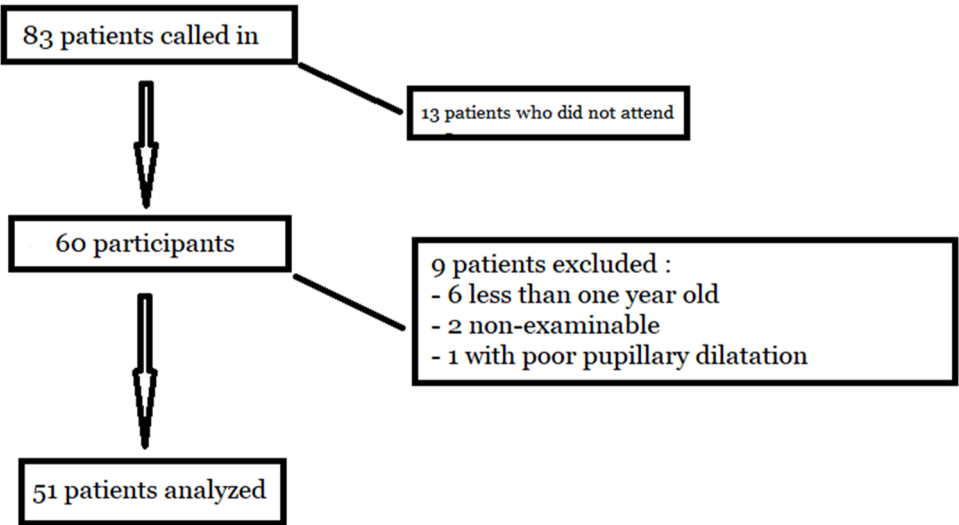 83 patients called in
13 patients who did not attend
60 participants
9 patients excluded :
- 6 less than one year old
- 2 non-examinable
- 1 with poor pupillary dilatation
51 patients analyzed